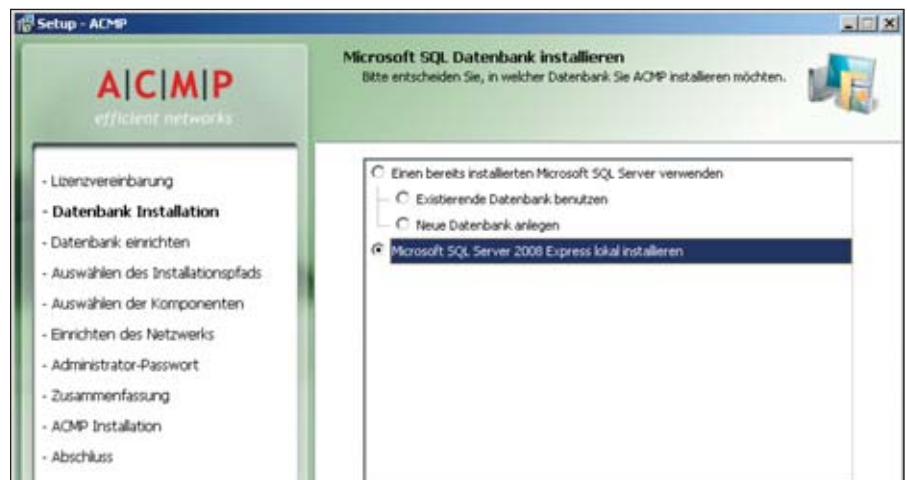 Setup - ACMP
A|C|M|P
efficient networks
Microsoft SQL Datenbank installieren
Bitte entscheiden Sie, in welcher Datenbank Sie ACMP installieren möchten.
- Lizenzvereinbarung
- Datenbank Installation
- Datenbank einrichten
- Auswählen des Installationspfads
- Auswählen der Komponenten
- Einrichten des Netzwerks
- Administrator-Passwort
- Zusammenfassung
- ACMP Installation
- Abschluss
Einen bereits installierten Microsoft SQL Server verwenden
Existierende Datenbank benutzen
Neue Datenbank anlegen
Microsoft SQL Server 2008 Express lokal installieren